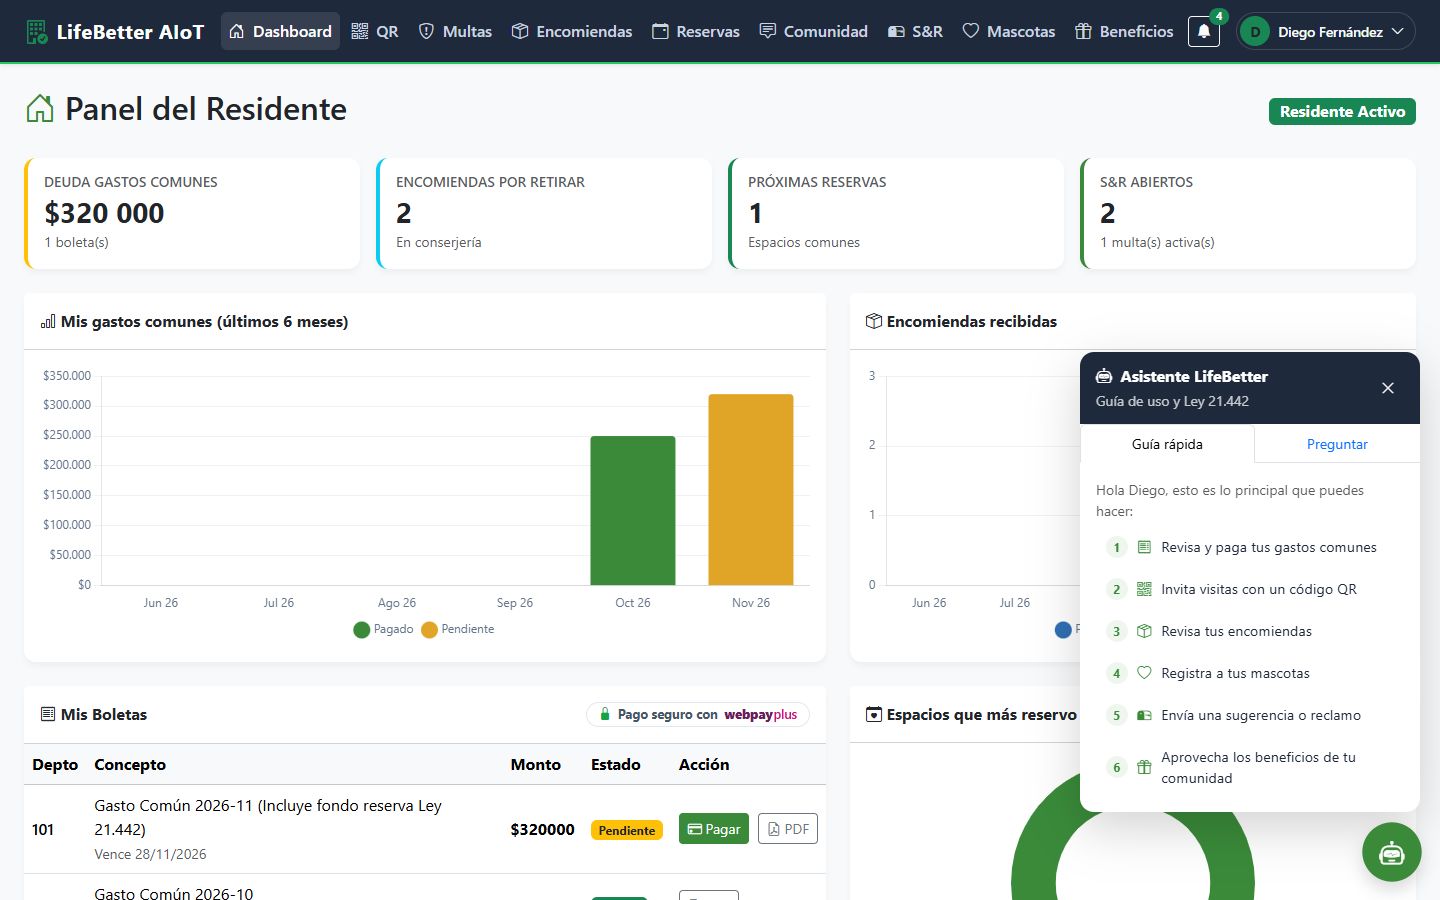 LifeBetter AIoT
Dashboard
QR
Multas
Encomiendas
Reservas
Comunidad
S&R
Mascotas
Beneficios
4
D
Diego Fernández
Panel del Residente
Residente Activo
DEUDA GASTOS COMUNES
$320 000
1 boleta(s)
ENCOMIENDAS POR RETIRAR
2
En conserjería
PRÓXIMAS RESERVAS
1
Espacios comunes
S&R ABIERTOS
2
1 multa(s) activa(s)
Mis gastos comunes (últimos 6 meses)
$350.000
$300.000
$250.000
$200.000
$150.000
$100.000
$50.000
$0
Jun 26
Jul 26
Ago 26
Sep 26
Oct 26
Nov 26
Pagado
Pendiente
Encomiendas recibidas
3
2
1
0
Jun 26
Jul 26
Asistente LifeBetter
Guía de uso y Ley 21.442
Guía rápida
Preguntar
Hola Diego, esto es lo principal que puedes
hacer:
1 Revisa y paga tus gastos comunes
2 Invita visitas con un código QR
3 Revisa tus encomiendas
4 Registra a tus mascotas
5 Envía una sugerencia o reclamo
6 Aprovecha los beneficios de tu
comunidad
Mis Boletas
Pago seguro con webpayplus
Depto Concepto Monto Estado Acción
Gasto Común 2026-11 (Incluye fondo reserva Ley
21.442)
101
$320000
Pendiente
Pagar
PDF
Vence 28/11/2026
Gasto Común 2026-10
Espacios que más reservo